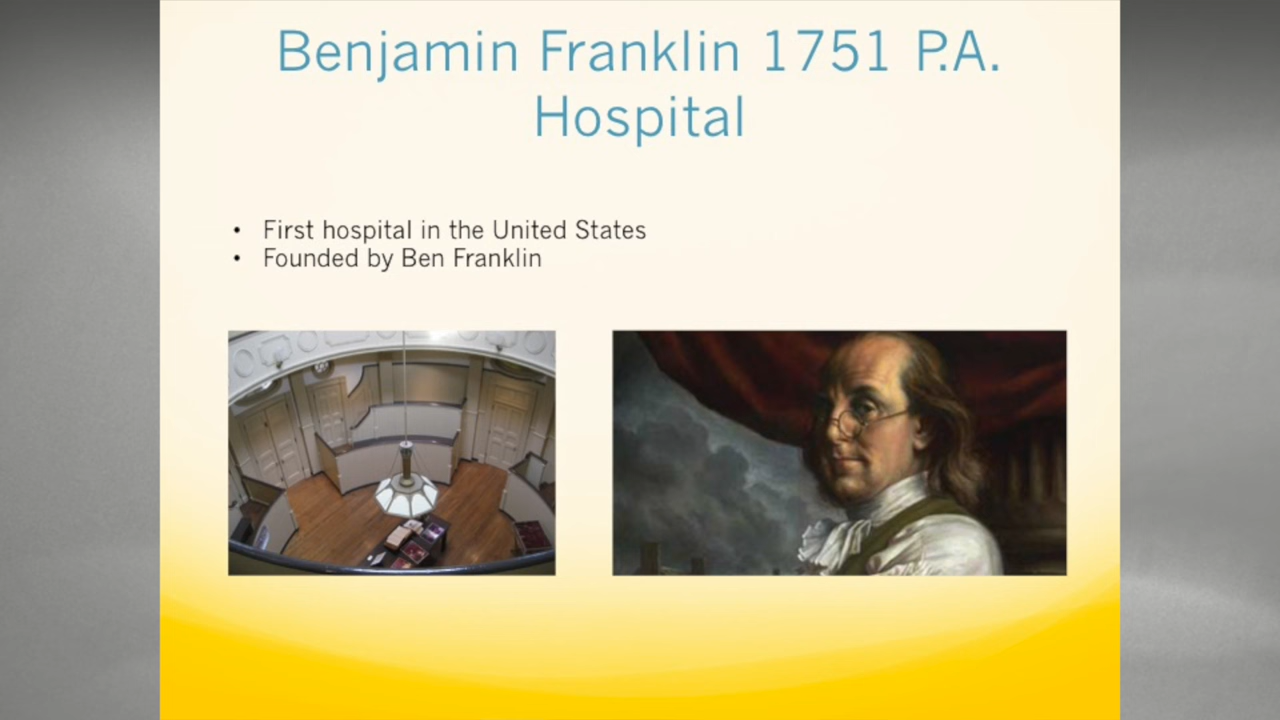 Benjamin Franklin 1751 P.A.
Hospital
• First hospital in the United States
• Founded by Ben Franklin